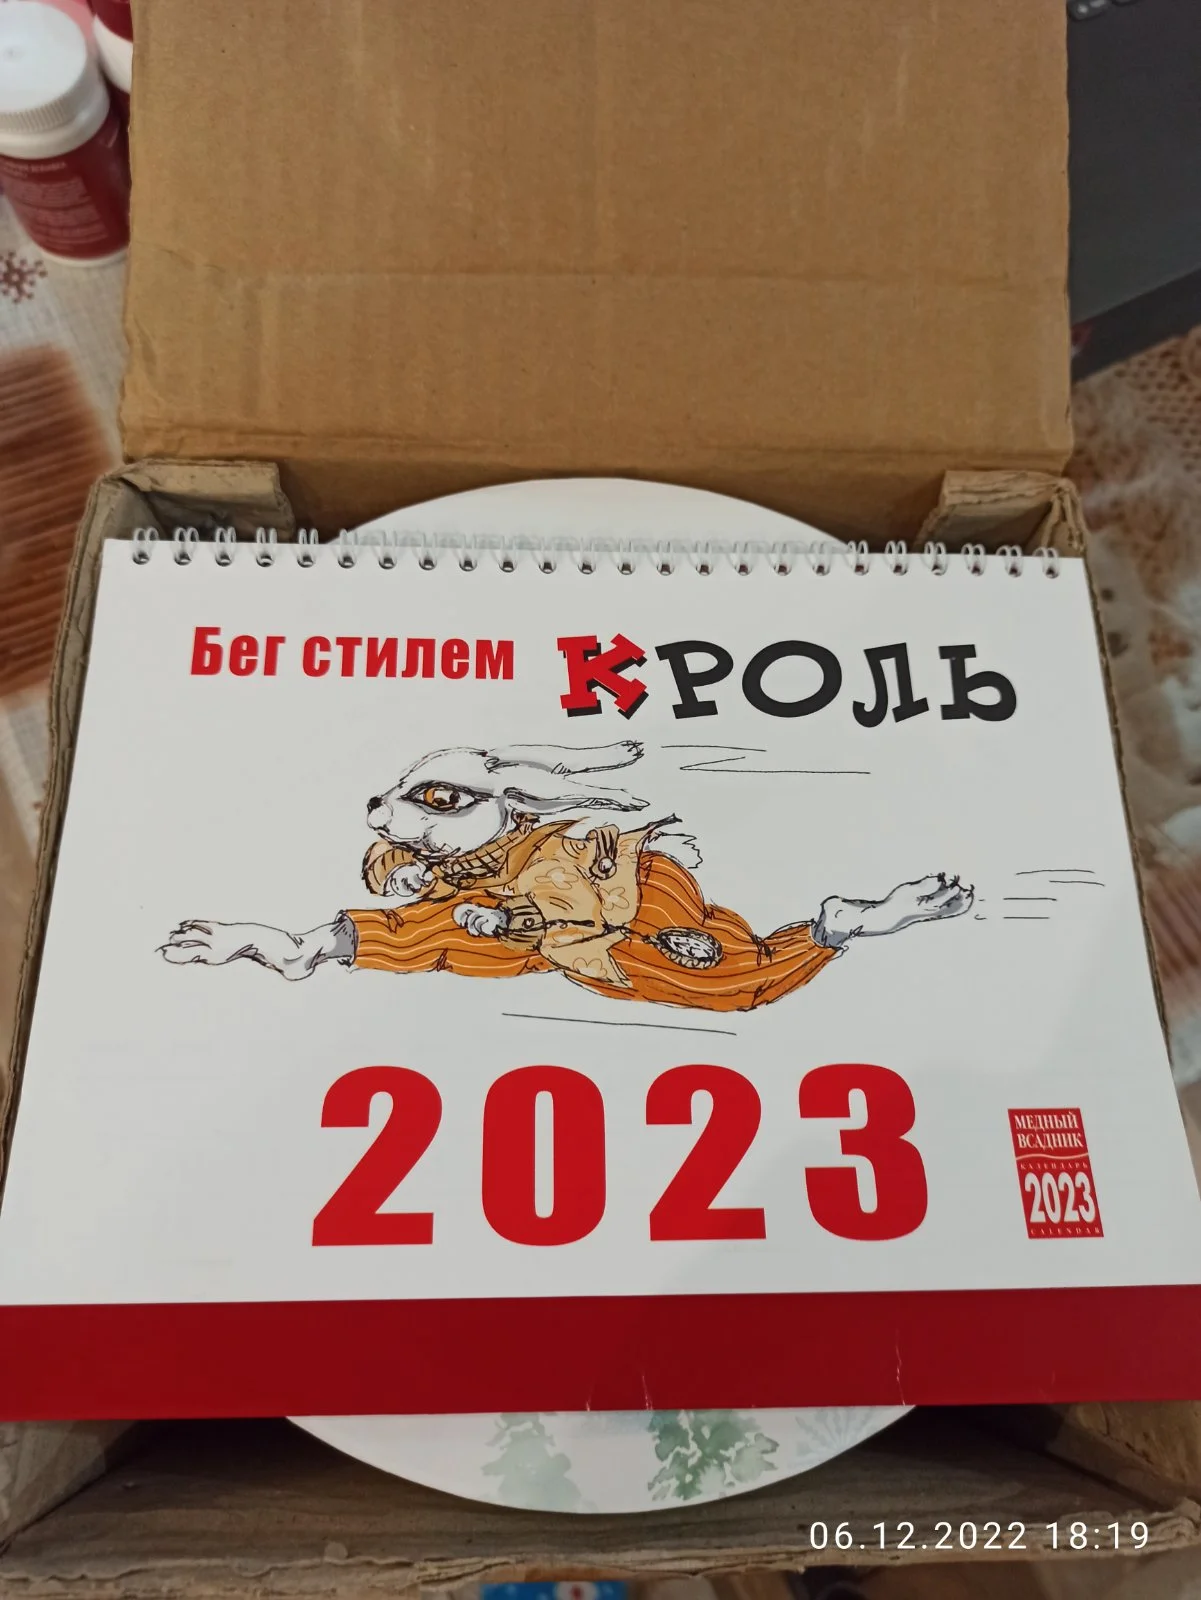 Бег стилем КРОЛЬ
2023
МЕДНЫЙ
ВСАДНИК
КАЛЕНДАРЬ
2023
CALENDAR
06.12.2022 18:19